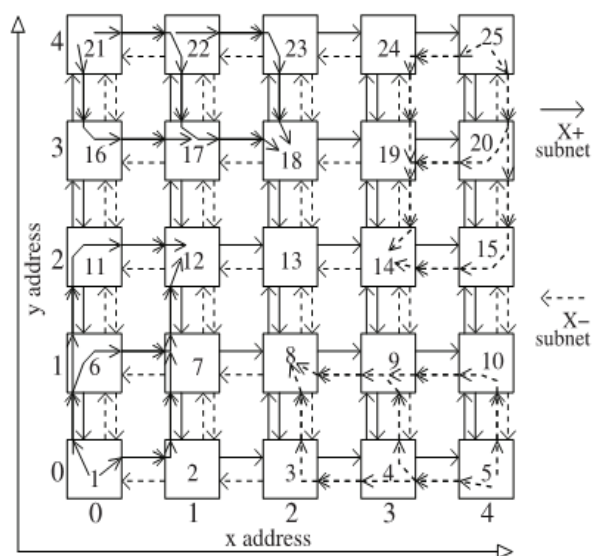 4 21 22 23 24 25
X+
subnet
3 16 17 18 19 20
2 11 12 13 14 15
X−
subnet
1 6 7 8 9 10
0 1 2 3 4 5
0 1 2 3 4
x address
y address